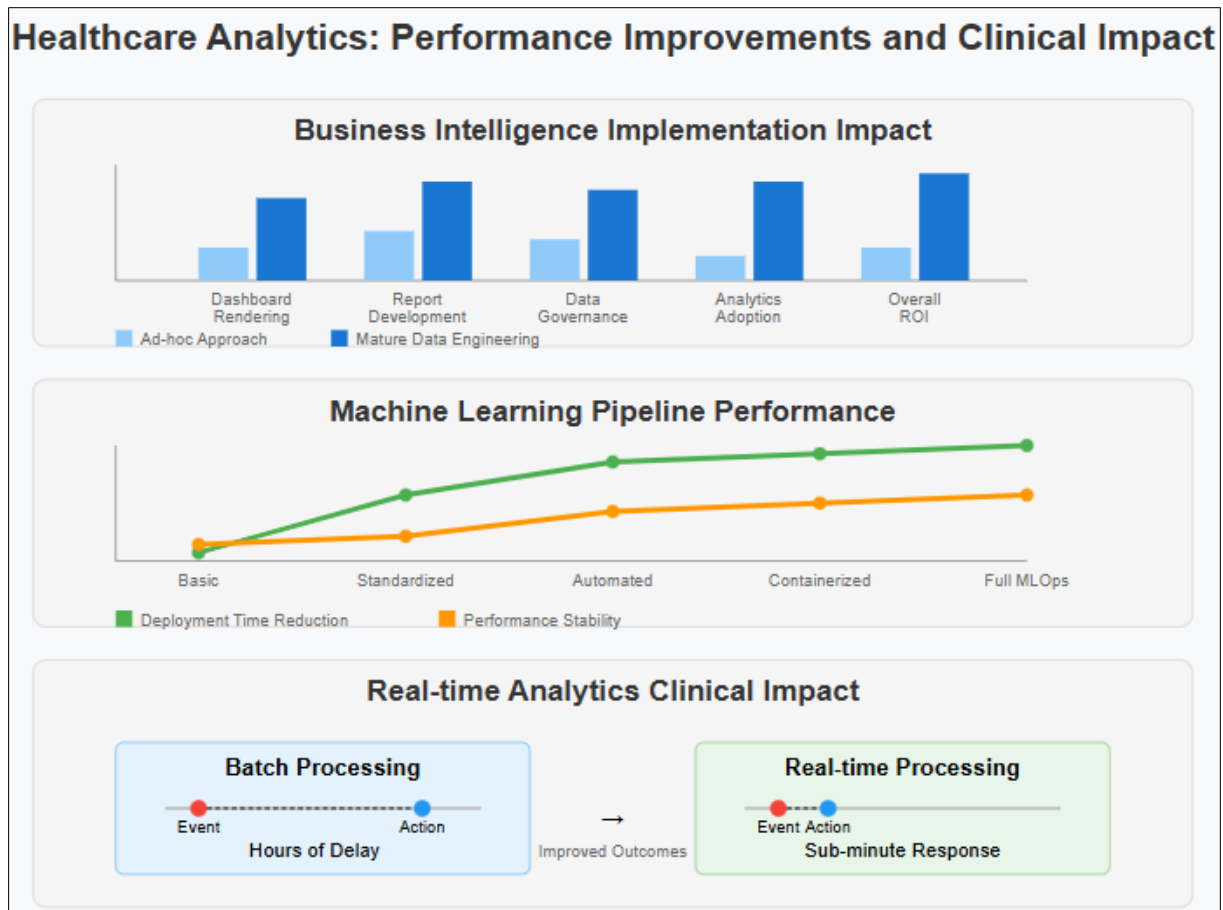 Healthcare Analytics: Performance Improvements and Clinical Impact
Business Intelligence Implementation Impact
Dashboard
Rendering
Report
Development
Data
Governance
Analytics
Adoption
Overall
ROI
Ad-hoc Approach
Mature Data Engineering
Machine Learning Pipeline Performance
Basic
Standardized
Automated
Containerized
Full MLOps
Deployment Time Reduction
Performance Stability
Real-time Analytics Clinical Impact
Batch Processing
Event
Action
Hours of Delay
→
Improved Outcomes
Real-time Processing
Event
Action
Sub-minute Response